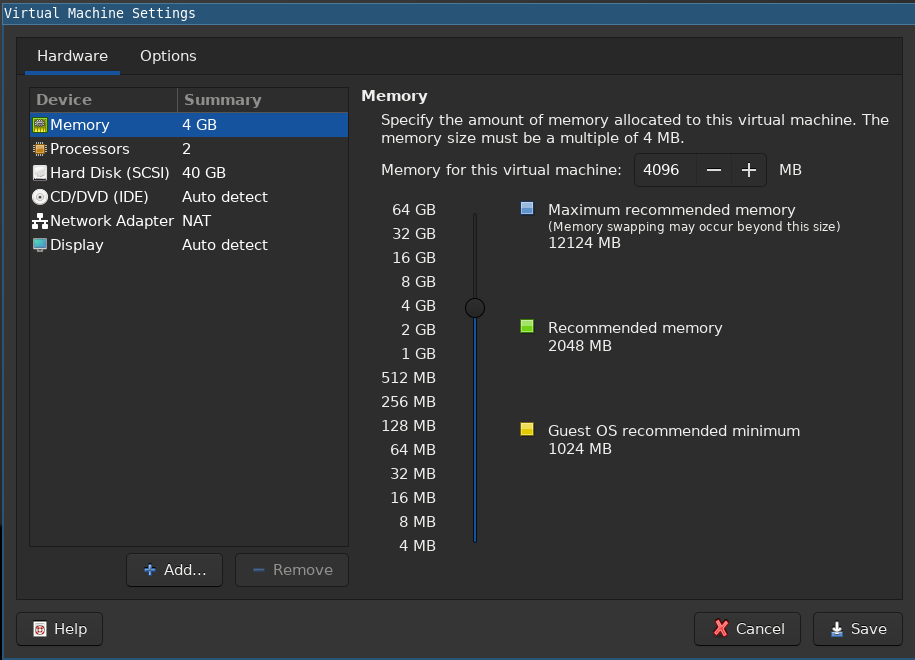 Virtual Machine Settings
Hardware Options
Device Summary
Memory 4 GB
Processors 2
Hard Disk (SCSI) 40 GB
CD/DVD (IDE) Auto detect
Network Adapter NAT
Display Auto detect
Add...
Remove
Memory
Specify the amount of memory allocated to this virtual machine. The
memory size must be a multiple of 4 MB.
Memory for this virtual machine: 4096 MB
64 GB
32 GB
16 GB
8 GB
4 GB
2 GB
1 GB
512 MB
256 MB
128 MB
64 MB
32 MB
16 MB
8 MB
4 MB
Maximum recommended memory
(Memory swapping may occur beyond this size)
12124 MB
Recommended memory
2048 MB
Guest OS recommended minimum
1024 MB
Help
Cancel
Save